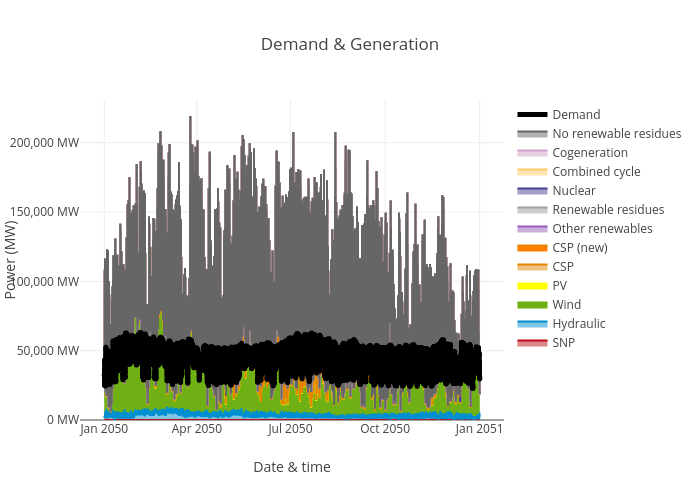 Demand & Generation
Power (MW)
200,000 MW
150,000 MW
100,000 MW
50,000 MW
0 MW
Jan 2050
Apr 2050
Jul 2050
Oct 2050
Jan 2051
Date & time
Demand
No renewable residues
Cogeneration
Combined cycle
Nuclear
Renewable residues
Other renewables
CSP (new)
CSP
PV
Wind
Hydraulic
SNP